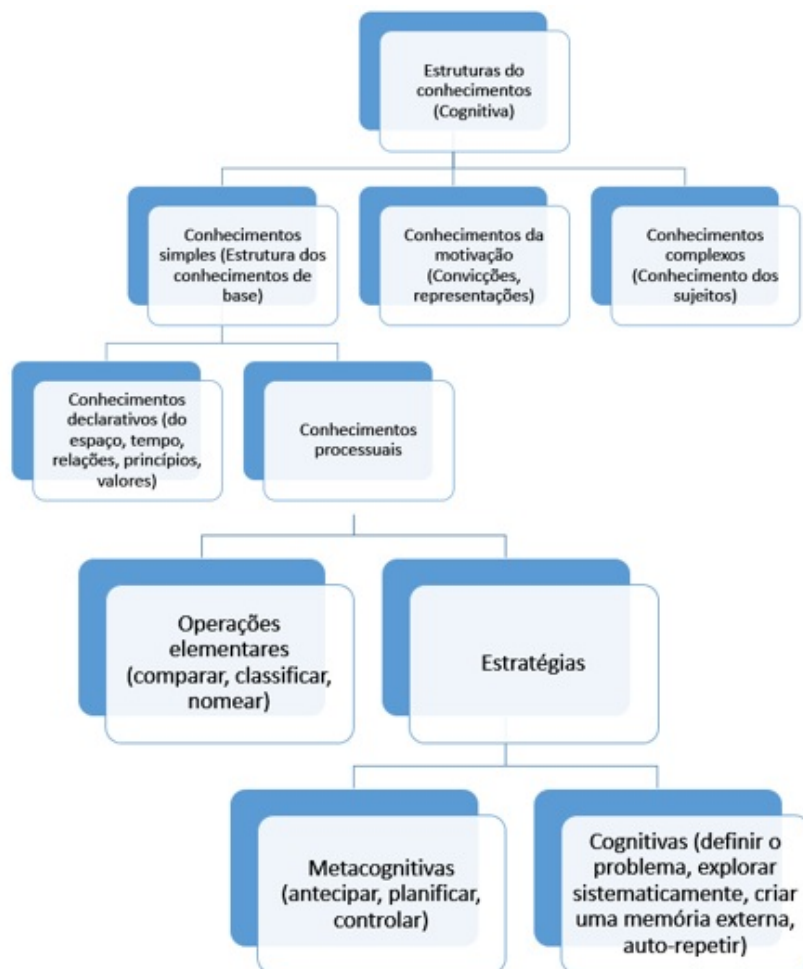 Estruturas do
conhecimentos
(Cognitiva)
Conhecimentos
simples (Estrutura dos
conhecimentos de
base)
Conhecimentos da
motivação
(Convicções,
representações)
Conhecimentos
complexos
(Conhecimento dos
sujeitos)
Conhecimentos
declarativos (do
espaço, tempo,
relações, princípios,
valores)
Conhecimentos
processuais
Operações
elementares
(comparar, classificar,
nomear)
Estratégias
Metacognitivas
(antecipar, planificar,
controlar)
Cognitivas (definir o
problema, explorar
sistematicamente, criar
uma memória externa,
auto-repetir)